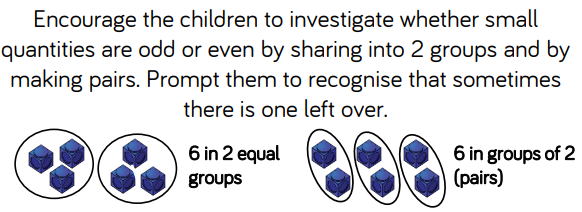 Encourage the children to investigate whether small
quantities are odd or even by sharing into 2 groups and by
making pairs. Prompt them to recognise that sometimes
there is one left over.
6 in 2 equal
groups
6 in groups of 2
(pairs)